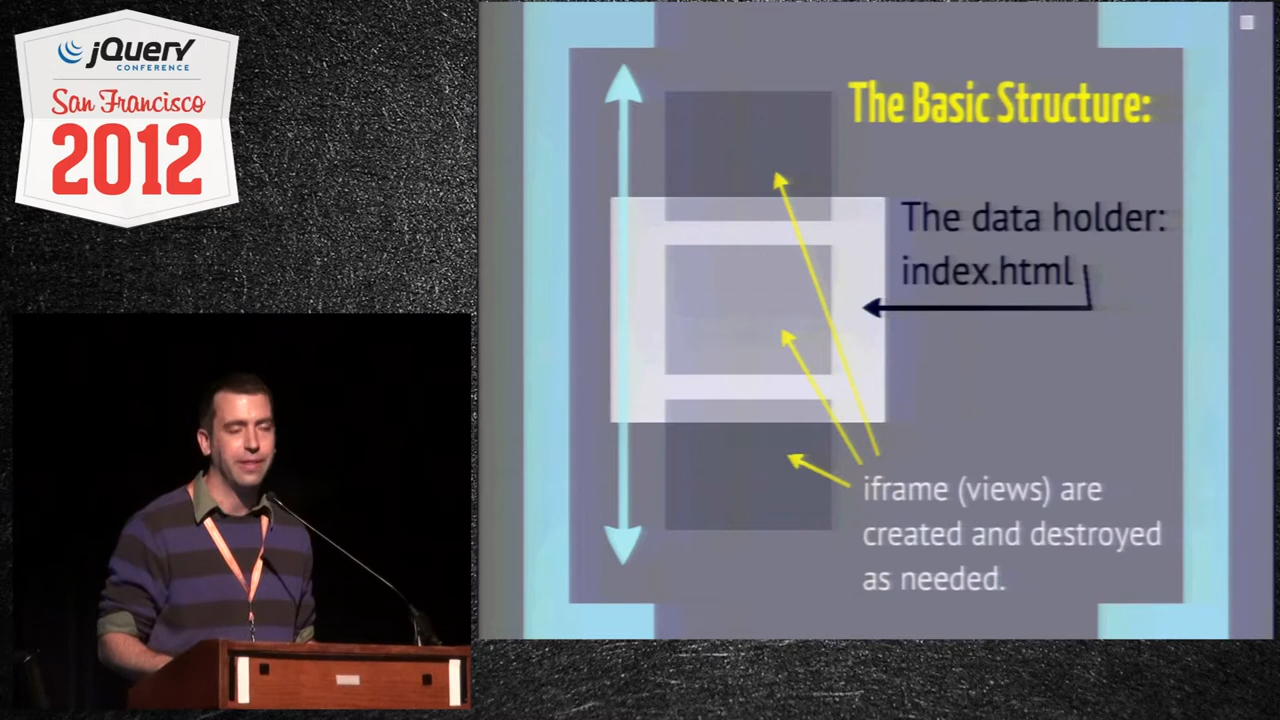 jQuery
CONFERENCE
San Francisco
2012
The Basic Structure:
The data holder:
index.html
iframe (views) are
created and destroyed
as needed.